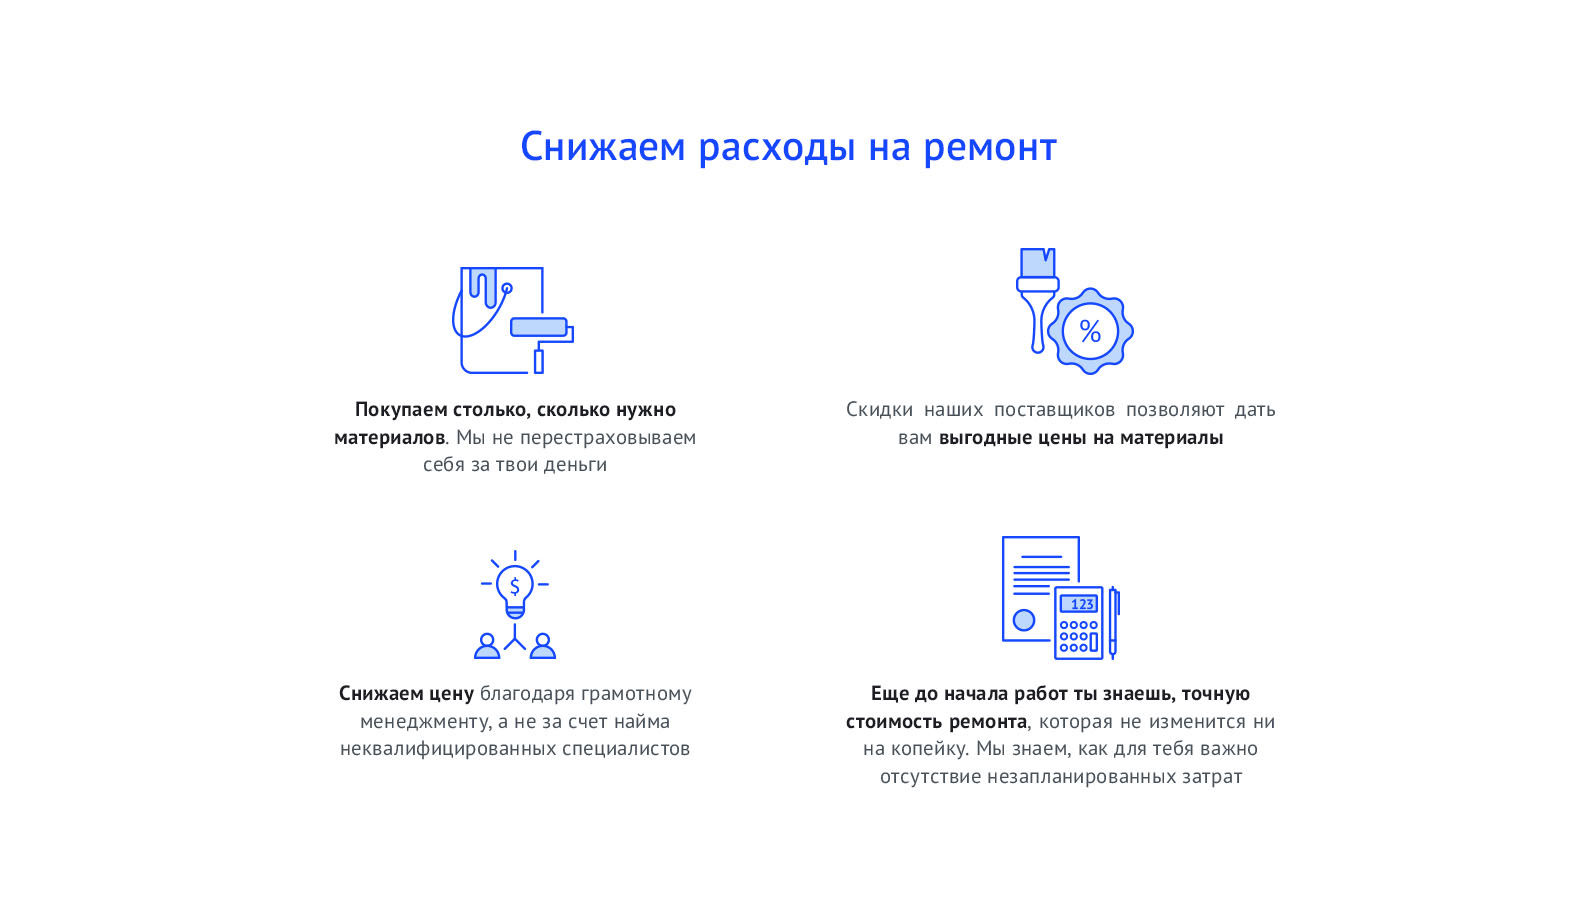 Снижаем расходы на ремонт
%
Покупаем столько, сколько нужно
материалов. Мы не перестраховываем
себя за твои деньги
Скидки наших поставщиков позволяют дать
вам выгодные цены на материалы
$
123
Снижаем цену благодаря грамотному
менеджменту, а не за счет найма
неквалифицированных специалистов
Еще до начала работ ты знаешь, точную
стоимость ремонта, которая не изменится ни
на копейку. Мы знаем, как для тебя важно
отсутствие незапланированных затрат